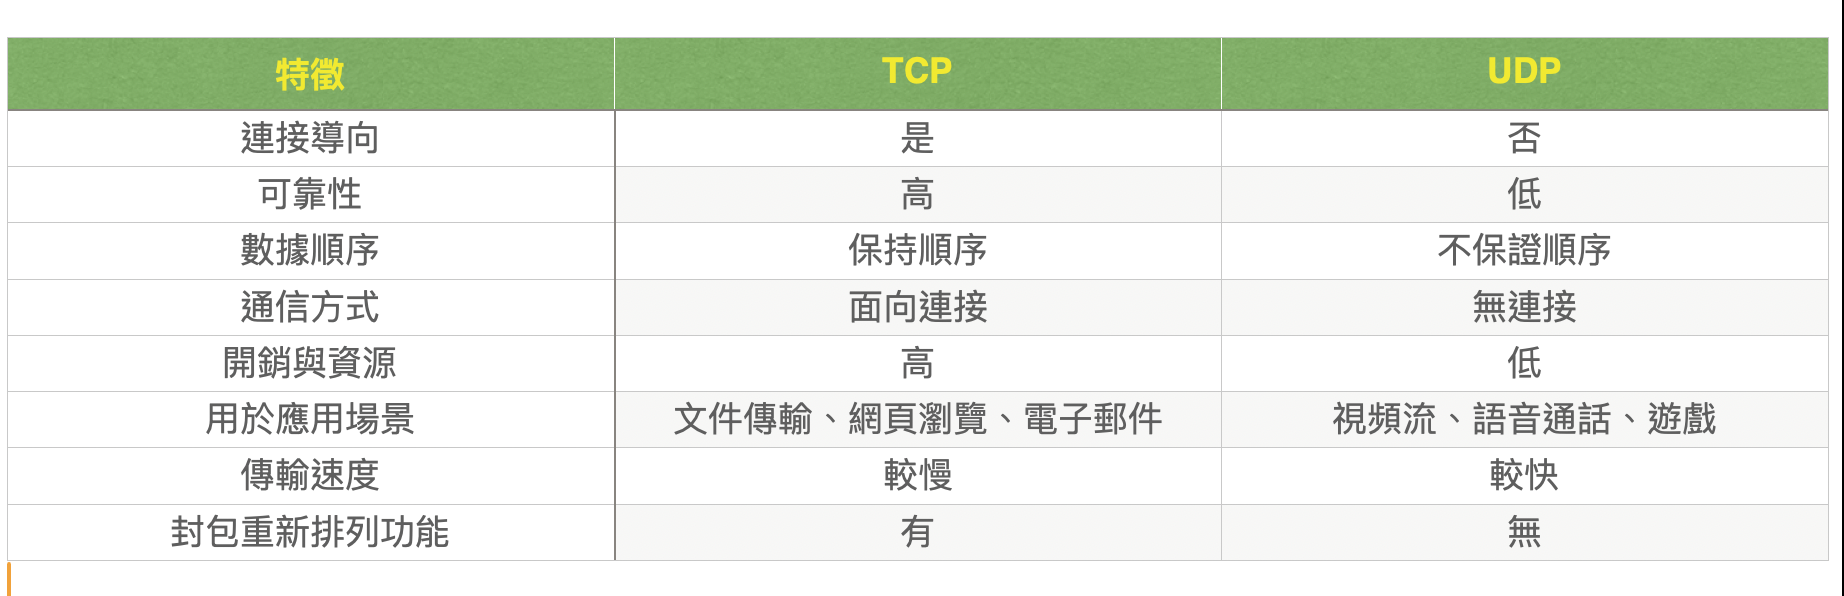 特徵 TCP UDP
連接導向 是 否
可靠性 高 低
數據順序 保持順序 不保證順序
通信方式 面向連接 無連接
開銷與資源 高 低
用於應用場景 文件傳輸、網頁瀏覽、電子郵件 視頻流、語音通話、遊戲
傳輸速度 較慢 較快
封包重新排列功能 有 無